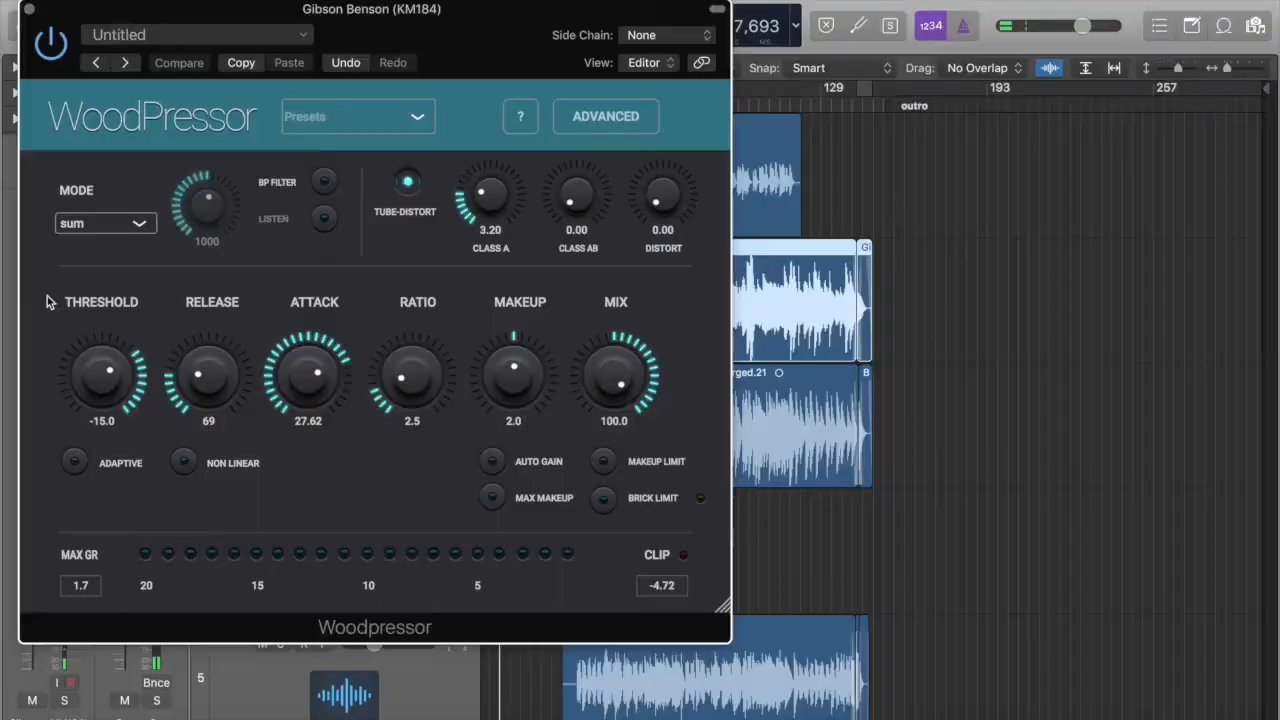 Gibson Benson (KM184)
Untitled
Side Chain: None
Compare Copy Paste Undo Redo
View: Editor
7,693
1234
S
Snap: Smart
Drag: No Overlap
129 193 257
outro
WoodPressor
Presets
?
ADVANCED
MODE
sum
1000
BP FILTER
LISTEN
TUBE-DISTORT
3.20
CLASS A
0.00
CLASS AB
0.00
DISTORT
THRESHOLD RELEASE ATTACK RATIO MAKEUP MIX
-15.0 69 27.62 2.5 2.0 100.0
ADAPTIVE NON LINEAR
AUTO GAIN MAKEUP LIMIT
MAX MAKEUP BRICK LIMIT
MAX GR
CLIP
1.7 20 15 10 5 -4.72
Woodpressor
Gi
rged.21
B
I R
Bnce
M S M S
5